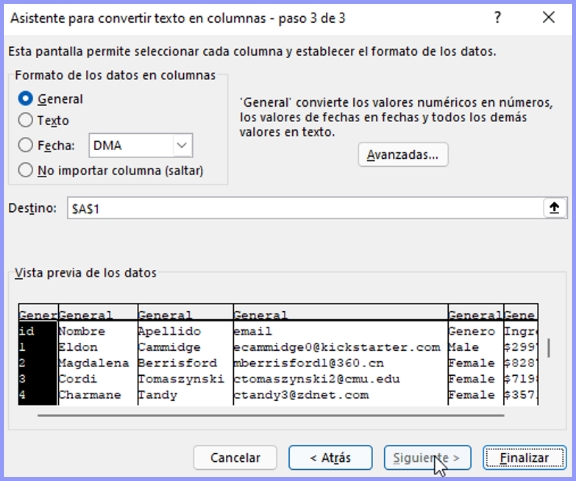 Asistente para convertir texto en columnas - paso 3 de 3 ? ×
Esta pantalla permite seleccionar cada columna y establecer el formato de los datos.
Formato de los datos en columnas
General
Texto
Fecha: DMA
No importar columna (saltar)
'General' convierte los valores numéricos en números,
los valores de fechas en fechas y todos los demás
valores en texto.
Avanzadas...
Destino: $A$1
Vista previa de los datos
Gener General General General General Gene
id Nombre Apellido email Genero Ingre
1 Eldon Cammidge ecammidge0@kickstarter.com Male $299
2 Magdalena Berrisford mberrisford1@360.cn Female $828
3 Cordi Tomaszynski ctomaszynski2@cmu.edu Female $719
4 Charmane Tandy ctandy3@zdnet.com Female $357
Cancelar < Atrás Siguiente > Finalizar